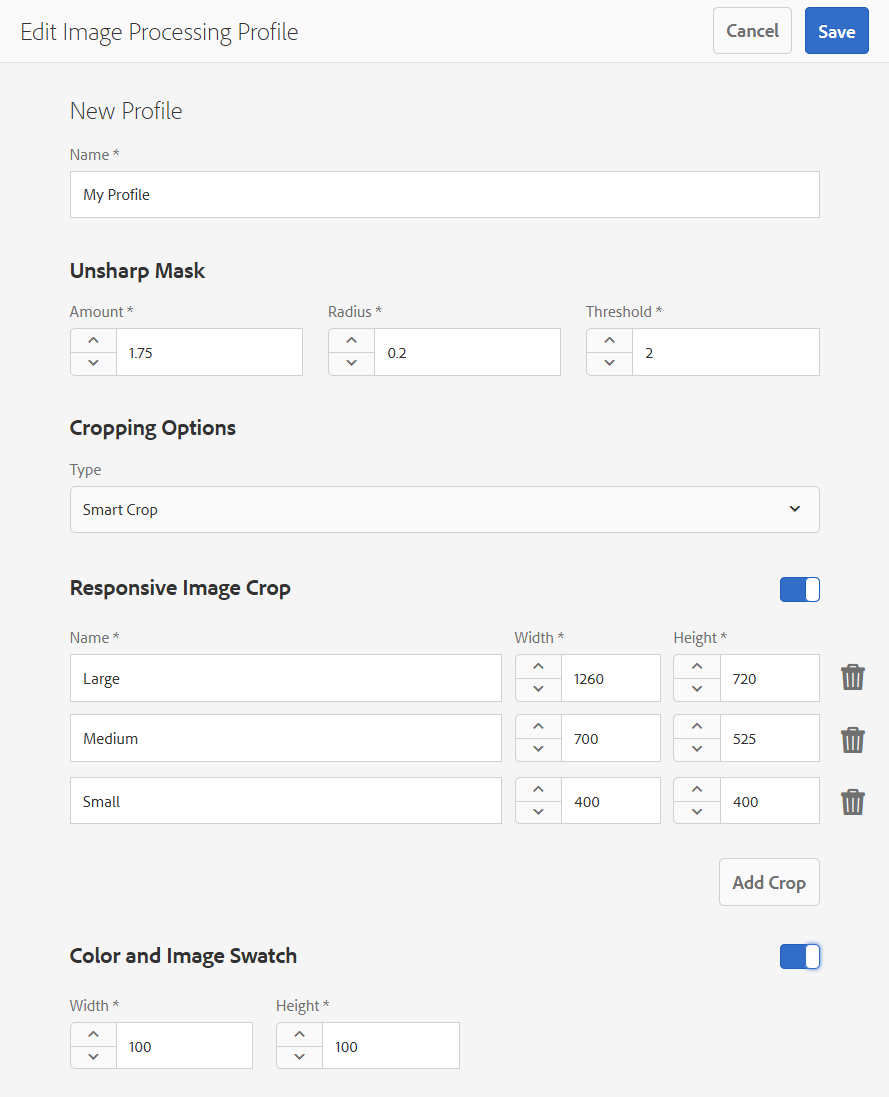 Edit Image Processing Profile Cancel Save
New Profile
Name *
My Profile
Unsharp Mask
Amount * Radius * Threshold *
1.75 0.2 2
Cropping Options
Type
Smart Crop
Responsive Image Crop
Name * Width * Height *
Large 1260 720
Medium 700 525
Small 400 400
Add Crop
Color and Image Swatch
Width * Height *
100 100